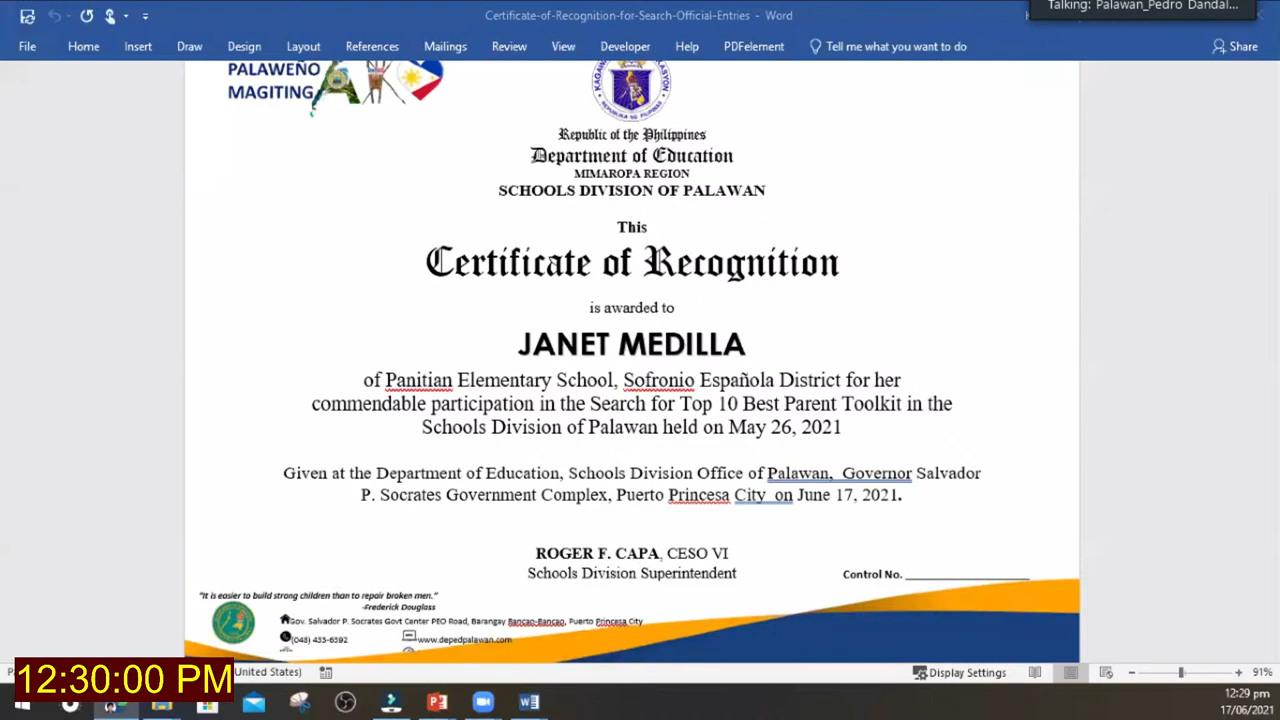 Certificate-of-Recognition-for-Search-Official-Entries - Word
Talking: Palawan_Pedro Dandal...
File Home Insert Draw Design Layout References Mailings Review View Developer Help PDFelement Tell me what you want to do Share
PALAWEÑO
MAGITING
Republic of the Philippines
Department of Education
MIMAROPA REGION
SCHOOLS DIVISION OF PALAWAN
This
Certificate of Recognition
is awarded to
JANET MEDILLA
of Panitian Elementary School, Sofronio Española District for her
commendable participation in the Search for Top 10 Best Parent Toolkit in the
Schools Division of Palawan held on May 26, 2021
Given at the Department of Education, Schools Division Office of Palawan, Governor Salvador
P. Socrates Government Complex, Puerto Princesa City on June 17, 2021.
ROGER F. CAPA, CESO VI
Schools Division Superintendent
Control No.
"It is easier to build strong children than to repair broken men."
-Frederick Douglass
Gov. Salvador P. Socrates Govt Center PEO Road, Barangay Bancao-Bancao, Puerto Princesa City
(048) 433-6392
www.depedpalawan.com
United States)
Display Settings
91%
12:30:00 PM
12:29 pm
17/06/2021